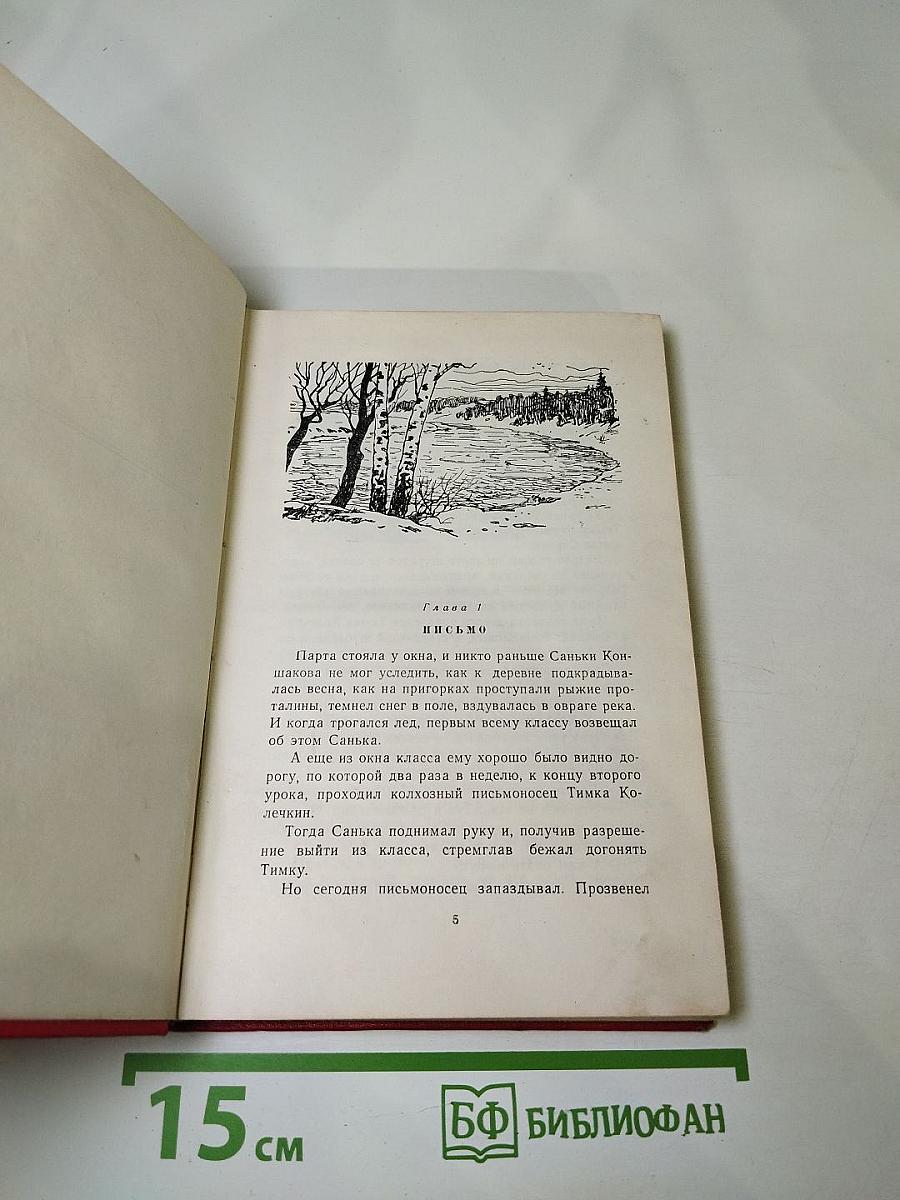 Глава 1
ПИСЬМО
Парта стояла у окна, и никто раньше Саньки Кон-
шакова не мог уследить, как к деревне подкрадыв-
алась весна, как на пригорках проступали рыжие про-
талины, темнел снег в поле, вздувалась в овраге река.
И когда трогался лед, первым всему классу возвещал
об этом Санька.
А еще из окна класса ему хорошо было видно до-
рогу, по которой два раза в неделю, к концу второго
урока, проходил колхозный письмоносец Тимка Ко-
лечкин.
Тогда Санька поднимал руку и, получив разреше-
ние выйти из класса, стремглав бежал догонять
Тимку.
Но сегодня письмоносец запаздывал. Прозвенел
5
15 см
БФ БИБЛИОФАН